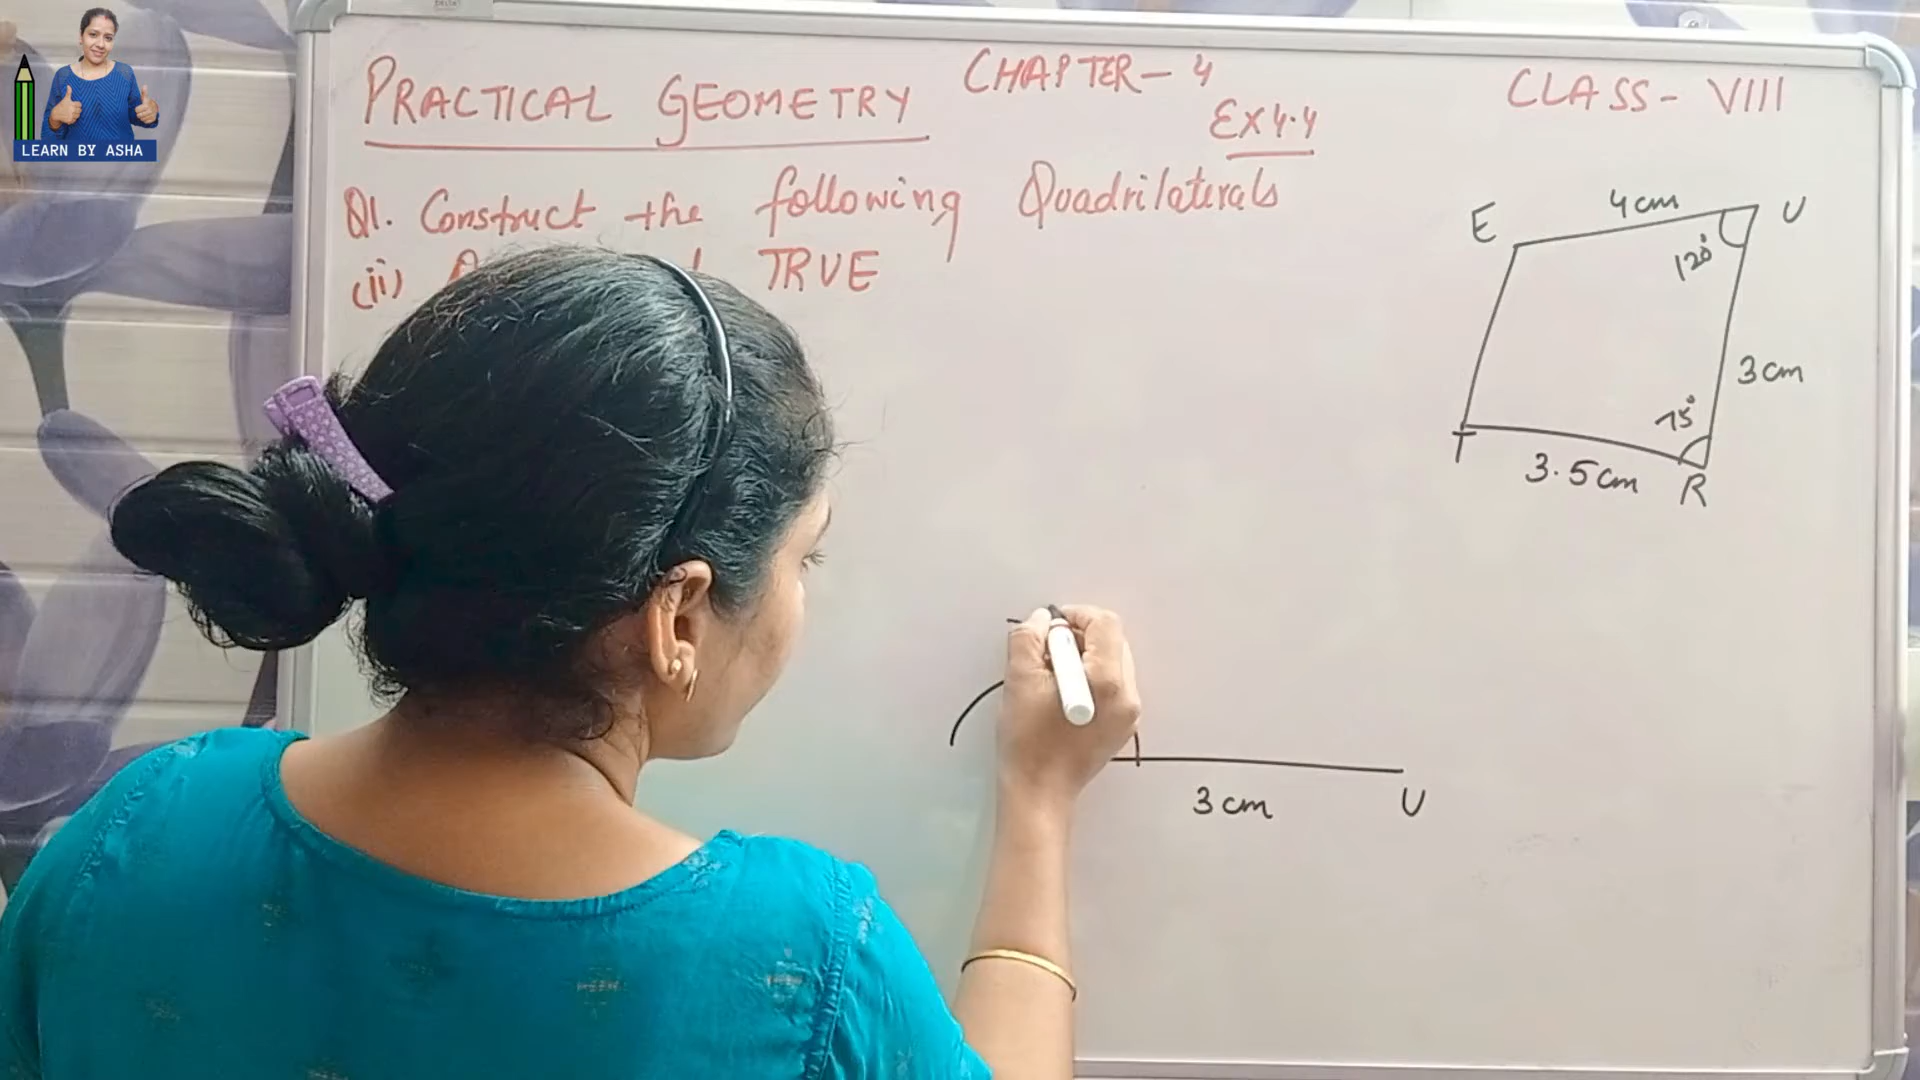 LEARN BY ASHA
PRACTICAL GEOMETRY CHAPTER-4 CLASS-VIII
EX 4.4
Q1. Construct the following Quadrilaterals
(ii) TRUE
E 4cm U
120°
3cm
75°
T 3.5cm R
3cm U